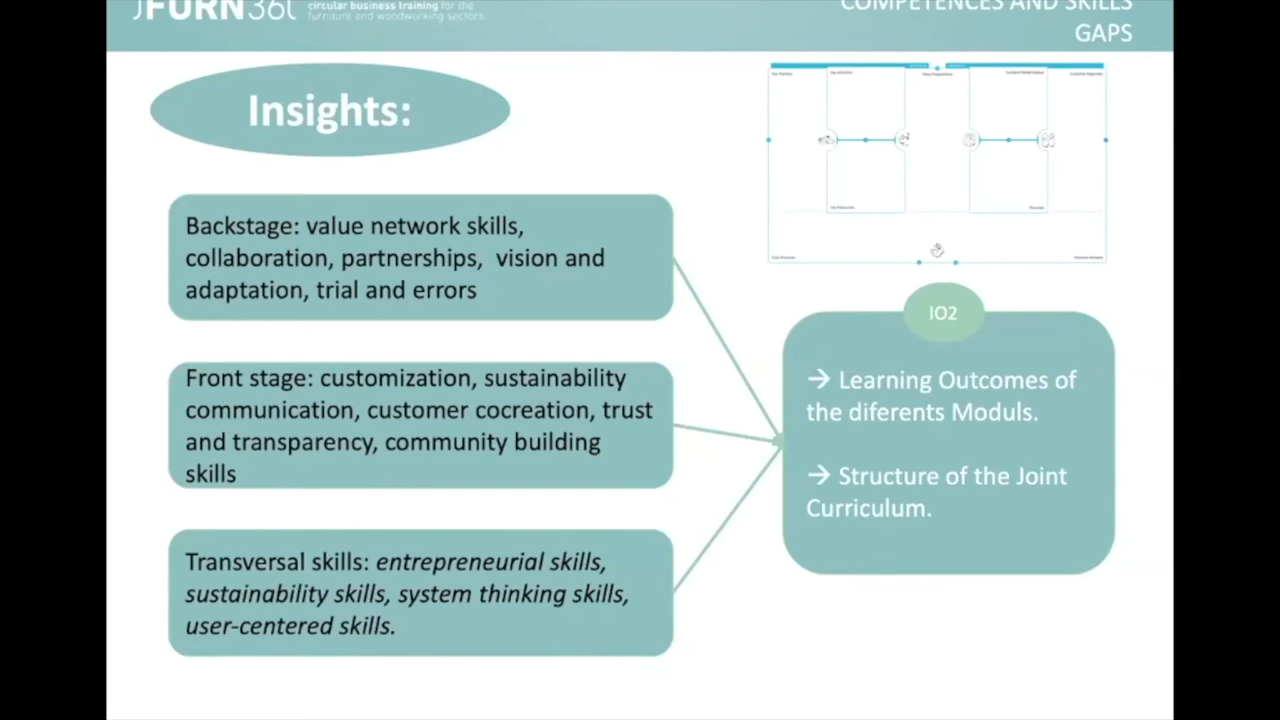 FURN360
circular business training for the
furniture and woodworking sectors
COMPETENCES AND SKILLS
GAPS
Insights:
Backstage: value network skills,
collaboration, partnerships, vision and
adaptation, trial and errors
Front stage: customization, sustainability
communication, customer cocreation, trust
and transparency, community building
skills
Transversal skills: entrepreneurial skills,
sustainability skills, system thinking skills,
user-centered skills.
IO2
→ Learning Outcomes of
the diferents Moduls.
→ Structure of the Joint
Curriculum.